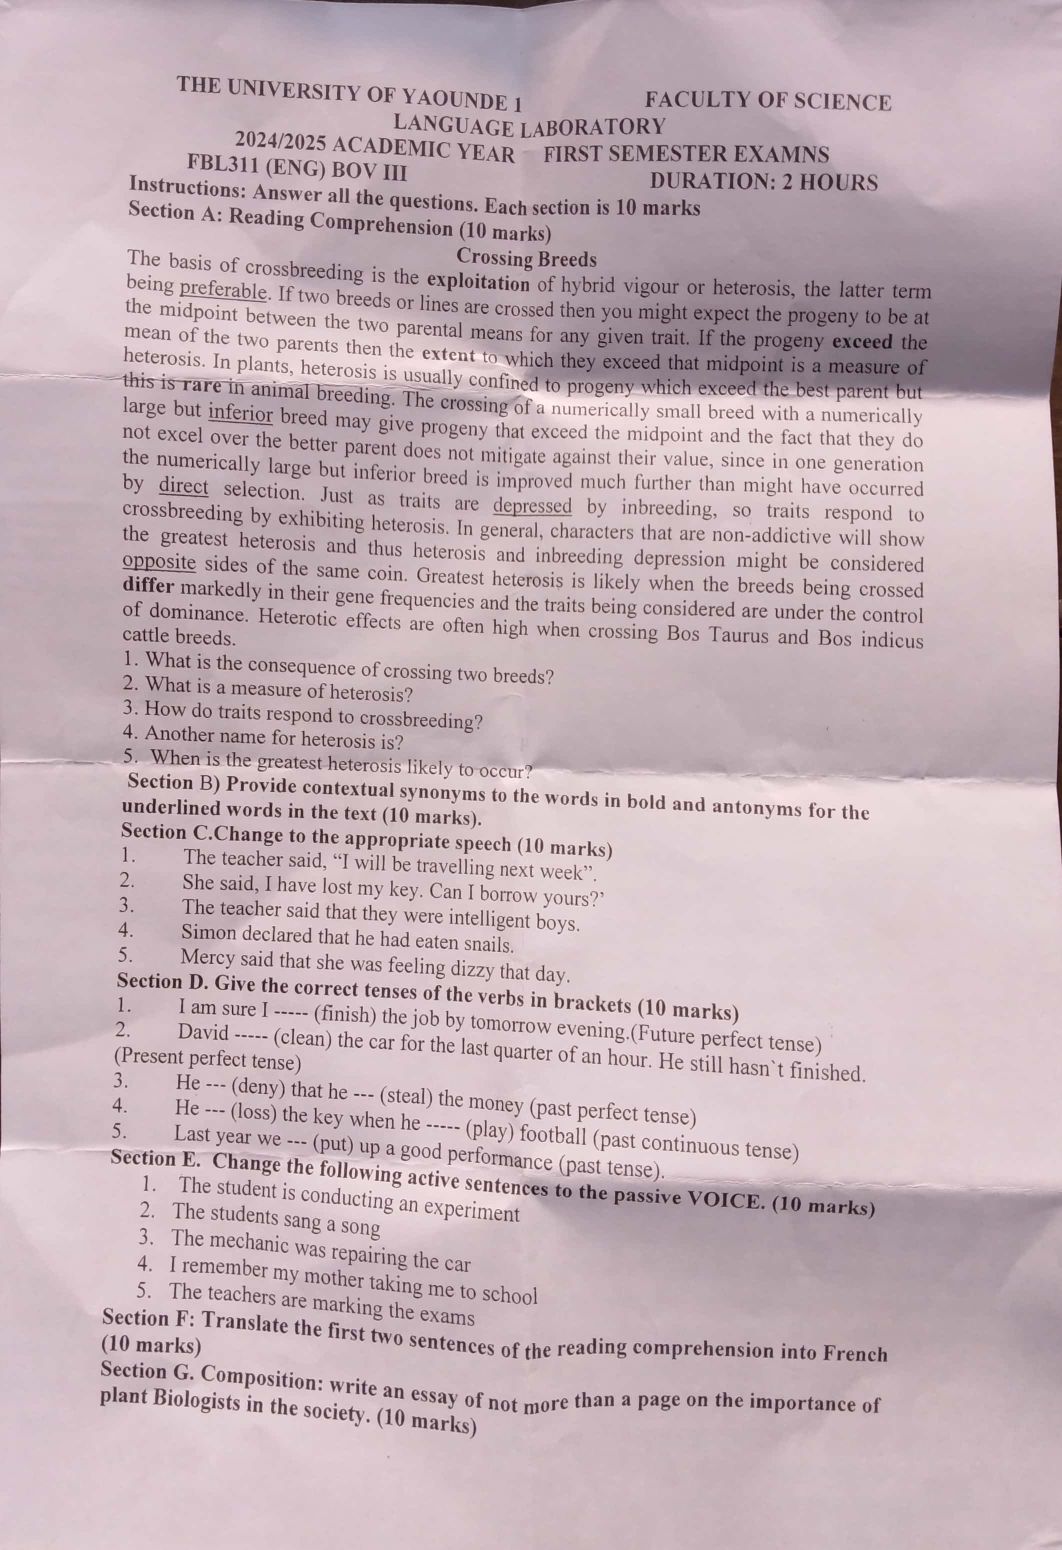 THE UNIVERSITY OF YAOUNDE 1 FACULTY OF SCIENCE
LANGUAGE LABORATORY
2024/2025 ACADEMIC YEAR FIRST SEMESTER EXAMNS
FBL311 (ENG) BOV III DURATION: 2 HOURS
Instructions: Answer all the questions. Each section is 10 marks
Section A: Reading Comprehension (10 marks)
Crossing Breeds
The basis of crossbreeding is the exploitation of hybrid vigour or heterosis, the latter term
being preferable. If two breeds or lines are crossed then you might expect the progeny to be at
the midpoint between the two parental means for any given trait. If the progeny exceed the
mean of the two parents then the extent to which they exceed that midpoint is a measure of
heterosis. In plants, heterosis is usually confined to progeny which exceed the best parent but
this is rare in animal breeding. The crossing of a numerically small breed with a numerically
large but inferior breed may give progeny that exceed the midpoint and the fact that they do
not excel over the better parent does not mitigate against their value, since in one generation
the numerically large but inferior breed is improved much further than might have occurred
by direct selection. Just as traits are depressed by inbreeding, so traits respond to
crossbreeding by exhibiting heterosis. In general, characters that are non-addictive will show
the greatest heterosis and thus heterosis and inbreeding depression might be considered
opposite sides of the same coin. Greatest heterosis is likely when the breeds being crossed
differ markedly in their gene frequencies and the traits being considered are under the control
of dominance. Heterotic effects are often high when crossing Bos Taurus and Bos indicus
cattle breeds.
1. What is the consequence of crossing two breeds?
2. What is a measure of heterosis?
3. How do traits respond to crossbreeding?
4. Another name for heterosis is?
5. When is the greatest heterosis likely to occur?
Section B) Provide contextual synonyms to the words in bold and antonyms for the
underlined words in the text (10 marks).
Section C.Change to the appropriate speech (10 marks)
1. The teacher said, “I will be travelling next week”.
2. She said, I have lost my key. Can I borrow yours?’
3. The teacher said that they were intelligent boys.
4. Simon declared that he had eaten snails.
5. Mercy said that she was feeling dizzy that day.
Section D. Give the correct tenses of the verbs in brackets (10 marks)
1. I am sure I ----- (finish) the job by tomorrow evening.(Future perfect tense)
2. David ----- (clean) the car for the last quarter of an hour. He still hasn`t finished.
(Present perfect tense)
3. He --- (deny) that he --- (steal) the money (past perfect tense)
4. He --- (loss) the key when he ----- (play) football (past continuous tense)
5. Last year we --- (put) up a good performance (past tense).
Section E. Change the following active sentences to the passive VOICE. (10 marks)
1. The student is conducting an experiment
2. The students sang a song
3. The mechanic was repairing the car
4. I remember my mother taking me to school
5. The teachers are marking the exams
Section F: Translate the first two sentences of the reading comprehension into French
(10 marks)
Section G. Composition: write an essay of not more than a page on the importance of
plant Biologists in the society. (10 marks)